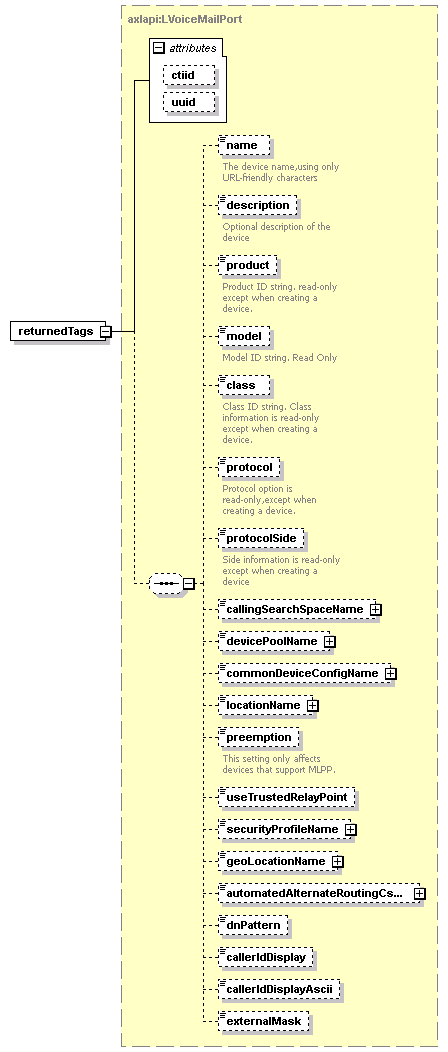 axlapi:LVoiceMailPort
attributes
ctiid
uuid
name
The device name,using only
URL-friendly characters
description
Optional description of the
device
product
Product ID string. read-only
except when creating a
device.
returnedTags
model
Model ID string. Read Only
class
Class ID string. Class
information is read-only
except when creating a
device.
protocol
Protocol option is
read-only,except when
creating a device.
protocolSide
Side information is read-only
except when creating a
device
callingSearchSpaceName
devicePoolName
commonDeviceConfigName
locationName
preemption
This setting only affects
devices that support MLPP.
useTrustedRelayPoint
securityProfileName
geoLocationName
automatedAlternateRoutingCs...
dnPattern
callerIdDisplay
callerIdDisplayAscii
externalMask